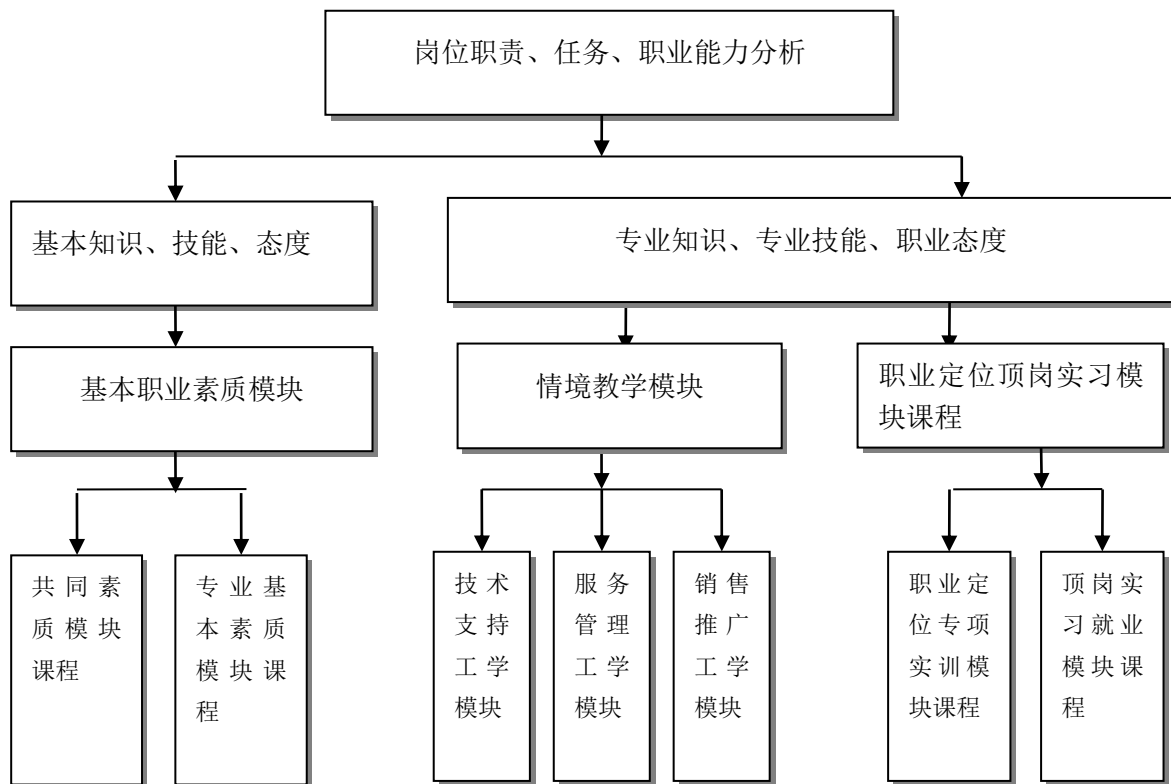 岗位职责、任务、职业能力分析
基本知识、技能、态度
专业知识、专业技能、职业态度
基本职业素质模块
情境教学模块
职业定位顶岗实习模
块课程
共同素
质模块
课程
专业基
本素质
模块课
程
技术
支持
工学
模块
服务
管理
工学
模块
销售
推广
工学
模块
职业定
位专项
实训模
块课程
顶岗实
习就业
模块课
程